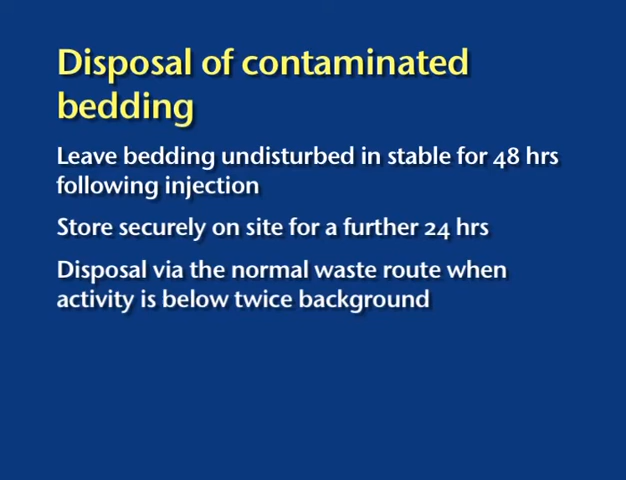 Disposal of contaminated
bedding
Leave bedding undisturbed in stable for 48 hrs
following injection
Store securely on site for a further 24 hrs
Disposal via the normal waste route when
activity is below twice background